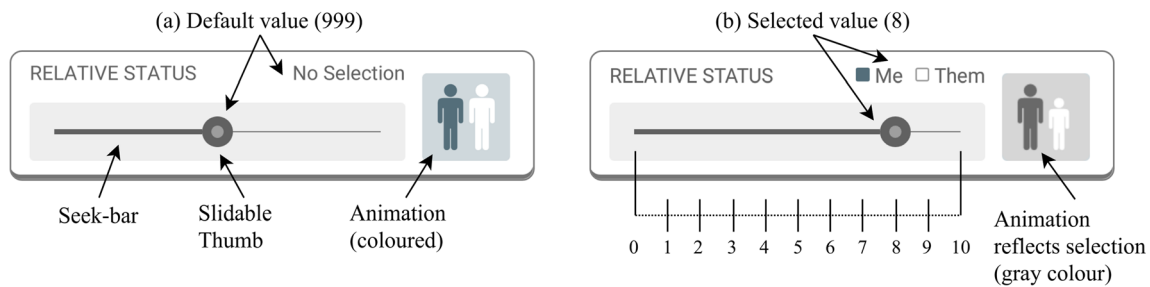 (a) Default value (999)
RELATIVE STATUS
No Selection
Seek-bar
Slidable
Thumb
Animation
(coloured)
(b) Selected value (8)
RELATIVE STATUS
Me Them
0 1 2 3 4 5 6 7 8 9 10
Animation
reflects selection
(gray colour)